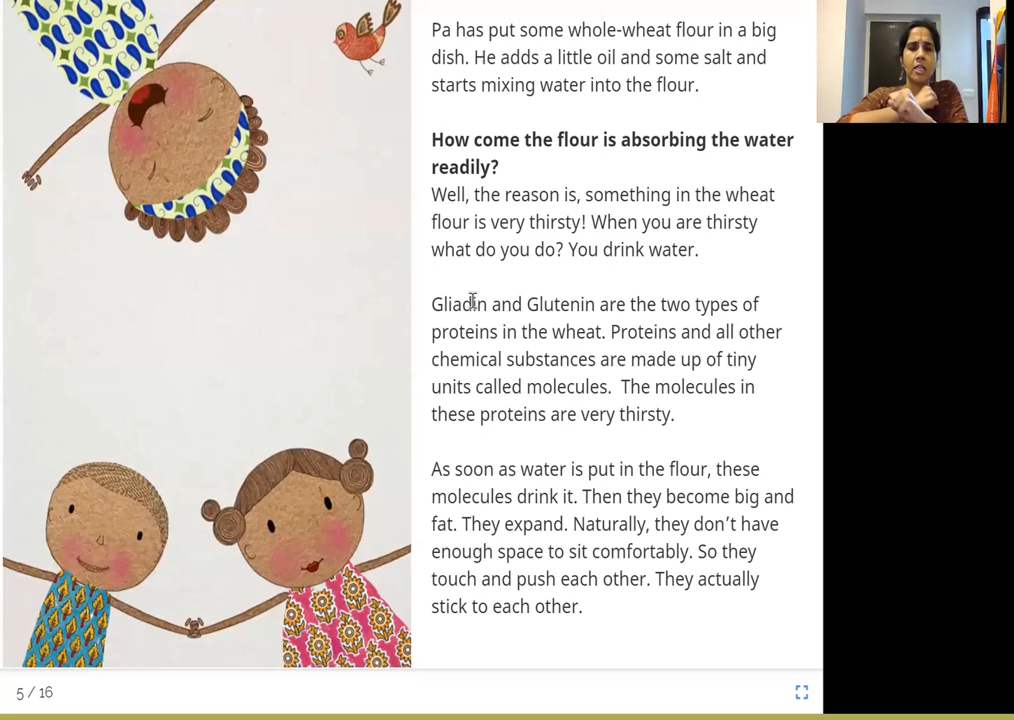 Pa has put some whole-wheat flour in a big
dish. He adds a little oil and some salt and
starts mixing water into the flour.
How come the flour is absorbing the water
readily?
Well, the reason is, something in the wheat
flour is very thirsty! When you are thirsty
what do you do? You drink water.
Gliadin and Glutenin are the two types of
proteins in the wheat. Proteins and all other
chemical substances are made up of tiny
units called molecules.  The molecules in
these proteins are very thirsty.
As soon as water is put in the flour, these
molecules drink it. Then they become big and
fat. They expand. Naturally, they don’t have
enough space to sit comfortably. So they
touch and push each other. They actually
stick to each other.
5 / 16